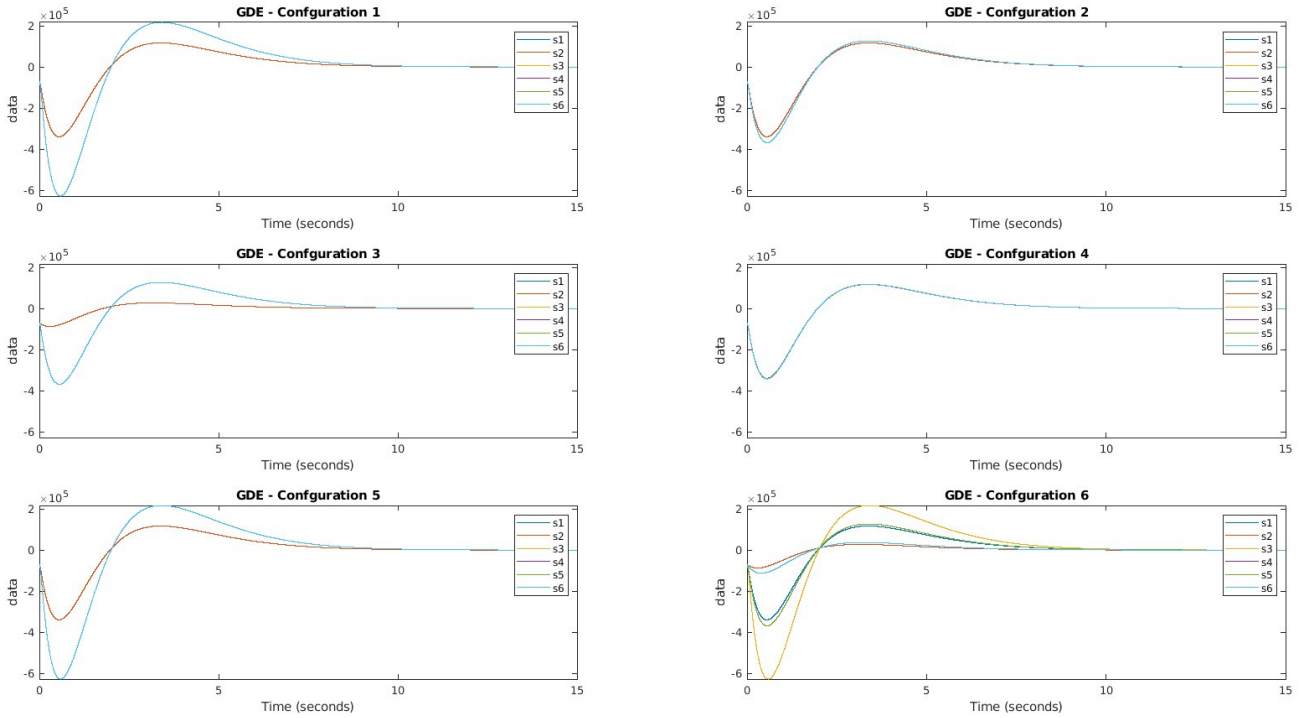 GDE - Confguration 1
×10^5
2
0
-2
-4
-6
data
0
5
10
15
Time (seconds)
s1
s2
s3
s4
s5
s6
GDE - Confguration 2
×10^5
2
0
-2
-4
-6
data
0
5
10
15
Time (seconds)
s1
s2
s3
s4
s5
s6
GDE - Confguration 3
×10^5
2
0
-2
-4
-6
data
0
5
10
15
Time (seconds)
s1
s2
s3
s4
s5
s6
GDE - Confguration 4
×10^5
2
0
-2
-4
-6
data
0
5
10
15
Time (seconds)
s1
s2
s3
s4
s5
s6
GDE - Confguration 5
×10^5
2
0
-2
-4
-6
data
0
5
10
15
Time (seconds)
s1
s2
s3
s4
s5
s6
GDE - Confguration 6
×10^5
2
0
-2
-4
-6
data
0
5
10
15
Time (seconds)
s1
s2
s3
s4
s5
s6